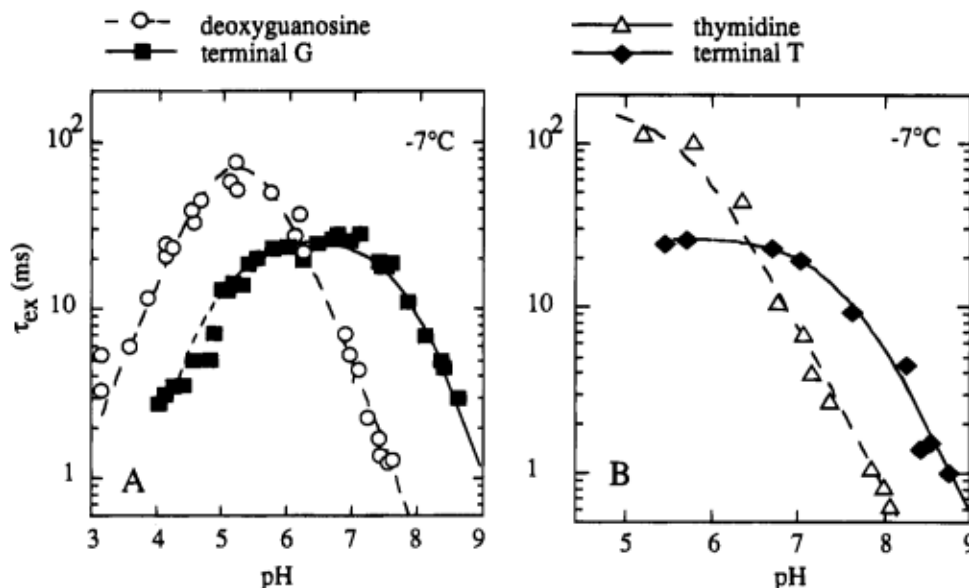 deoxyguanosine
terminal G
thymidine
terminal T
τex (ms)
10²
10
1
-7°C
A
3 4 5 6 7 8 9
pH
10²
10
1
-7°C
B
5 6 7 8 9
pH